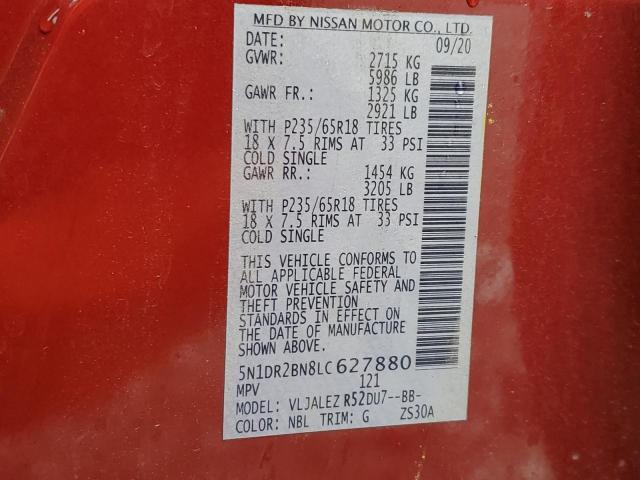 MFD BY NISSAN MOTOR CO., LTD.
DATE: 09/20
GVWR: 2715 KG
5986 LB
GAWR FR.: 1325 KG
2921 LB
WITH P235/65R18 TIRES
18 X 7.5 RIMS AT 33 PSI
COLD SINGLE
GAWR RR.: 1454 KG
3205 LB
WITH P235/65R18 TIRES
18 X 7.5 RIMS AT 33 PSI
COLD SINGLE
THIS VEHICLE CONFORMS TO
ALL APPLICABLE FEDERAL
MOTOR VEHICLE SAFETY AND
THEFT PREVENTION
STANDARDS IN EFFECT ON
THE DATE OF MANUFACTURE
SHOWN ABOVE.
5N1DR2BN8LC627880
MPV 121
MODEL: VLJALEZ R52DU7--BB-
COLOR: NBL TRIM: G ZS30A